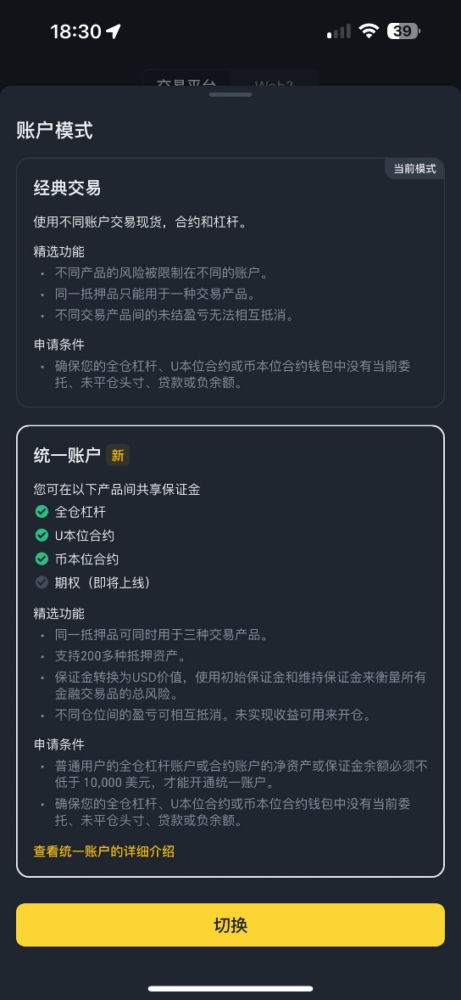 18:30
39
交易平台 Web3
账户模式
当前模式
经典交易
使用不同账户交易现货，合约和杠杆。
精选功能
• 不同产品的风险被限制在不同的账户。
• 同一抵押品只能用于一种交易产品。
• 不同交易产品间的未结盈亏无法相互抵消。
申请条件
• 确保您的全仓杠杆、U本位合约或币本位合约钱包中没有当前委
托、未平仓头寸、贷款或负余额。
统一账户 新
您可在以下产品间共享保证金
全仓杠杆
U本位合约
币本位合约
期权（即将上线）
精选功能
• 同一抵押品可同时用于三种交易产品。
• 支持200多种抵押资产。
• 保证金转换为USD价值，使用初始保证金和维持保证金来衡量所有
金融交易品的总风险。
• 不同仓位间的盈亏可相互抵消。未实现收益可用来开仓。
申请条件
• 普通用户的全仓杠杆账户或合约账户的净资产或保证金余额必须不
低于 10,000 美元，才能开通统一账户。
• 确保您的全仓杠杆、U本位合约或币本位合约钱包中没有当前委
托、未平仓头寸、贷款或负余额。
查看统一账户的详细介绍
切换